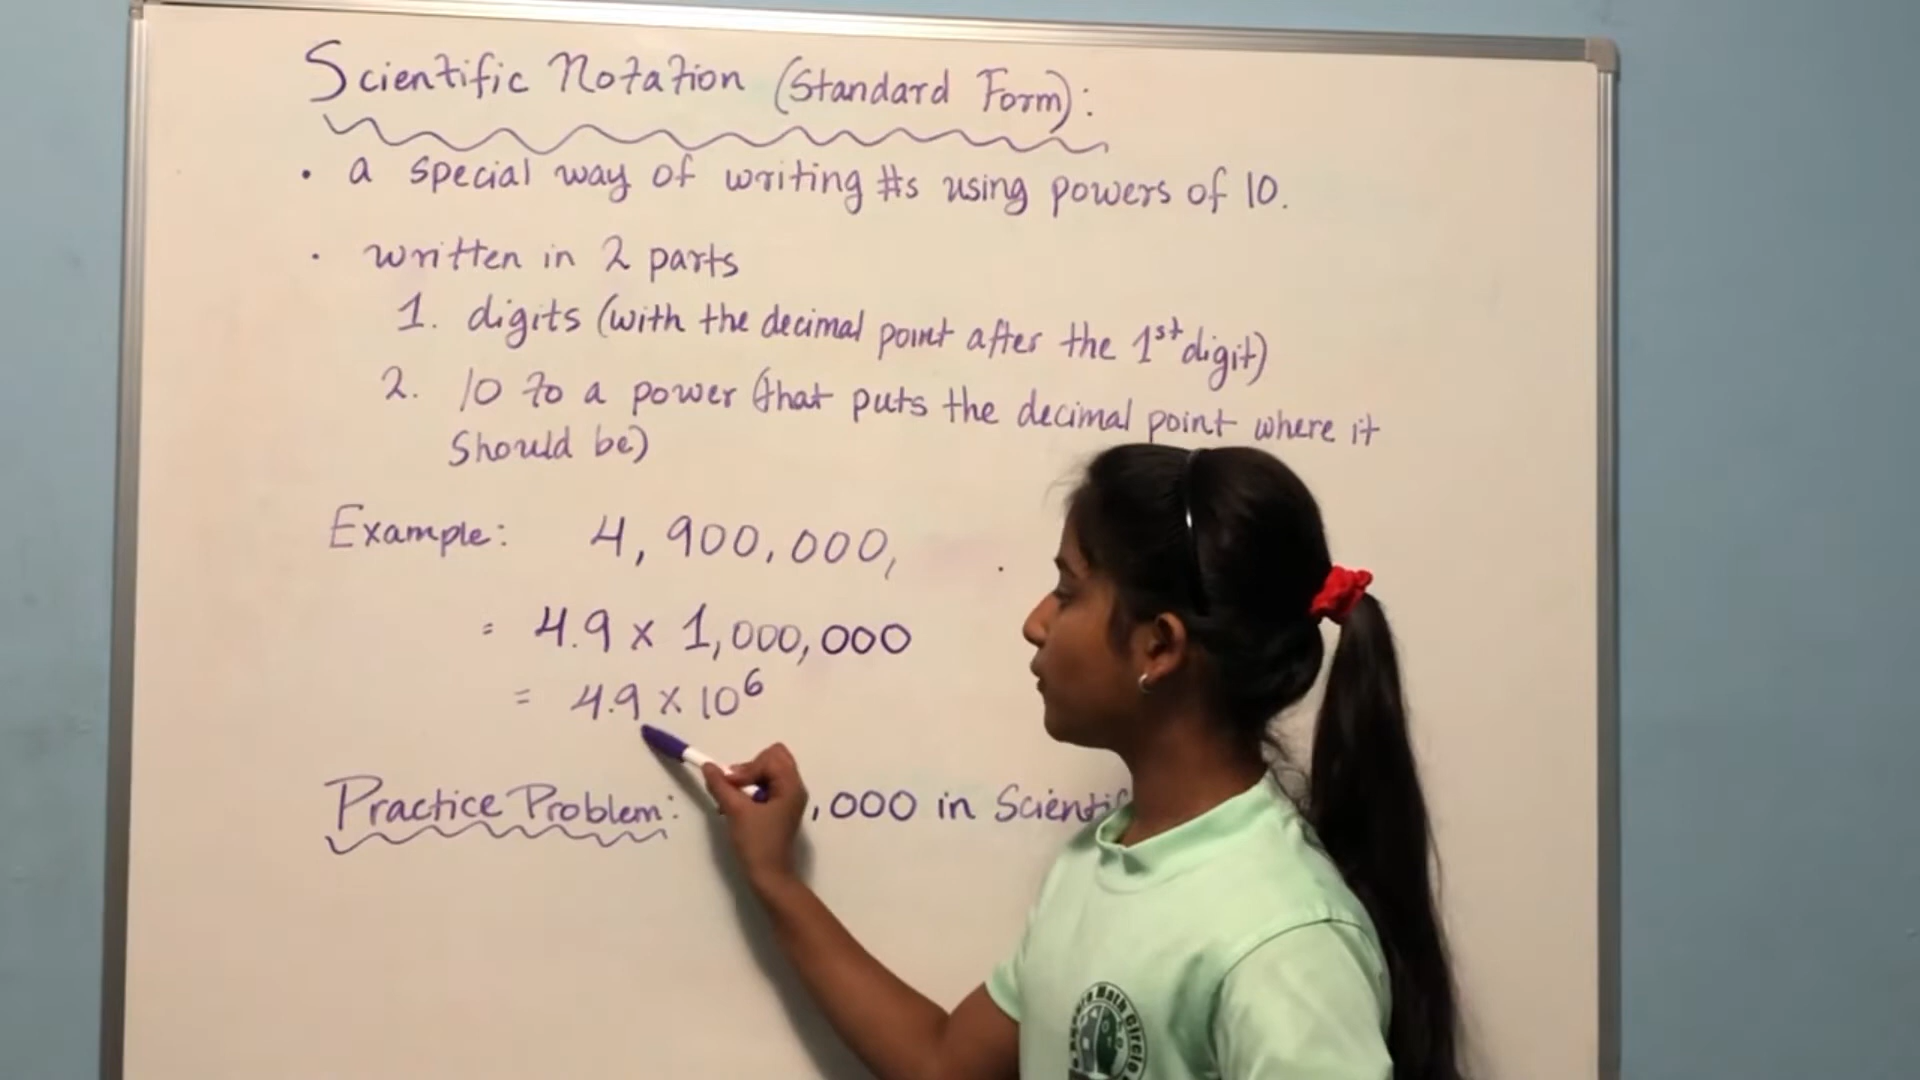 Scientific Notation (Standard Form):
• a special way of writing #s using powers of 10.
• written in 2 parts
1. digits (with the decimal point after the 1st digit)
2. 10 to a power (that puts the decimal point where it
should be)
Example: 4,900,000,
= 4.9 x 1,000,000
= 4.9 x 10⁶
Practice Problem: ,000 in
Math Circle